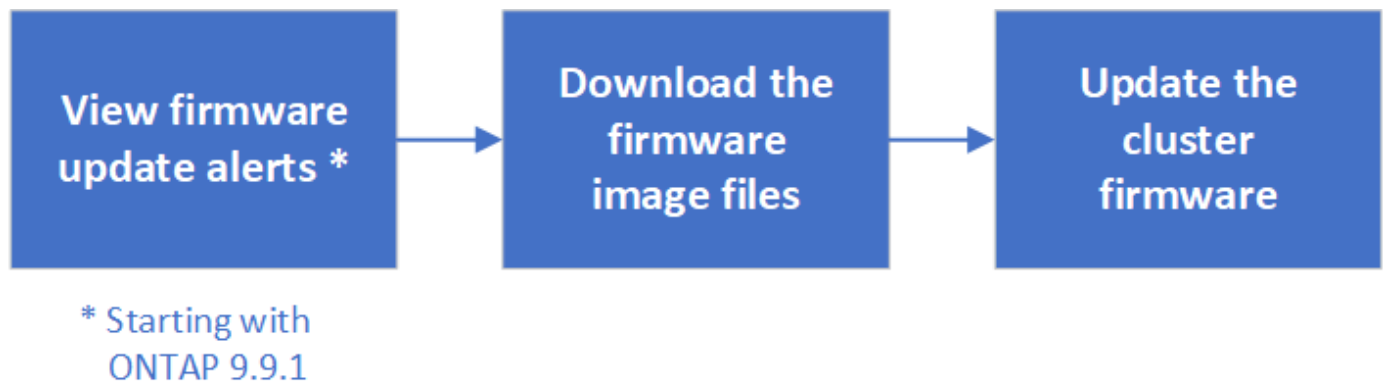 View firmware
update alerts *
Download the
firmware
image files
Update the
cluster
firmware
* Starting with
ONTAP 9.9.1